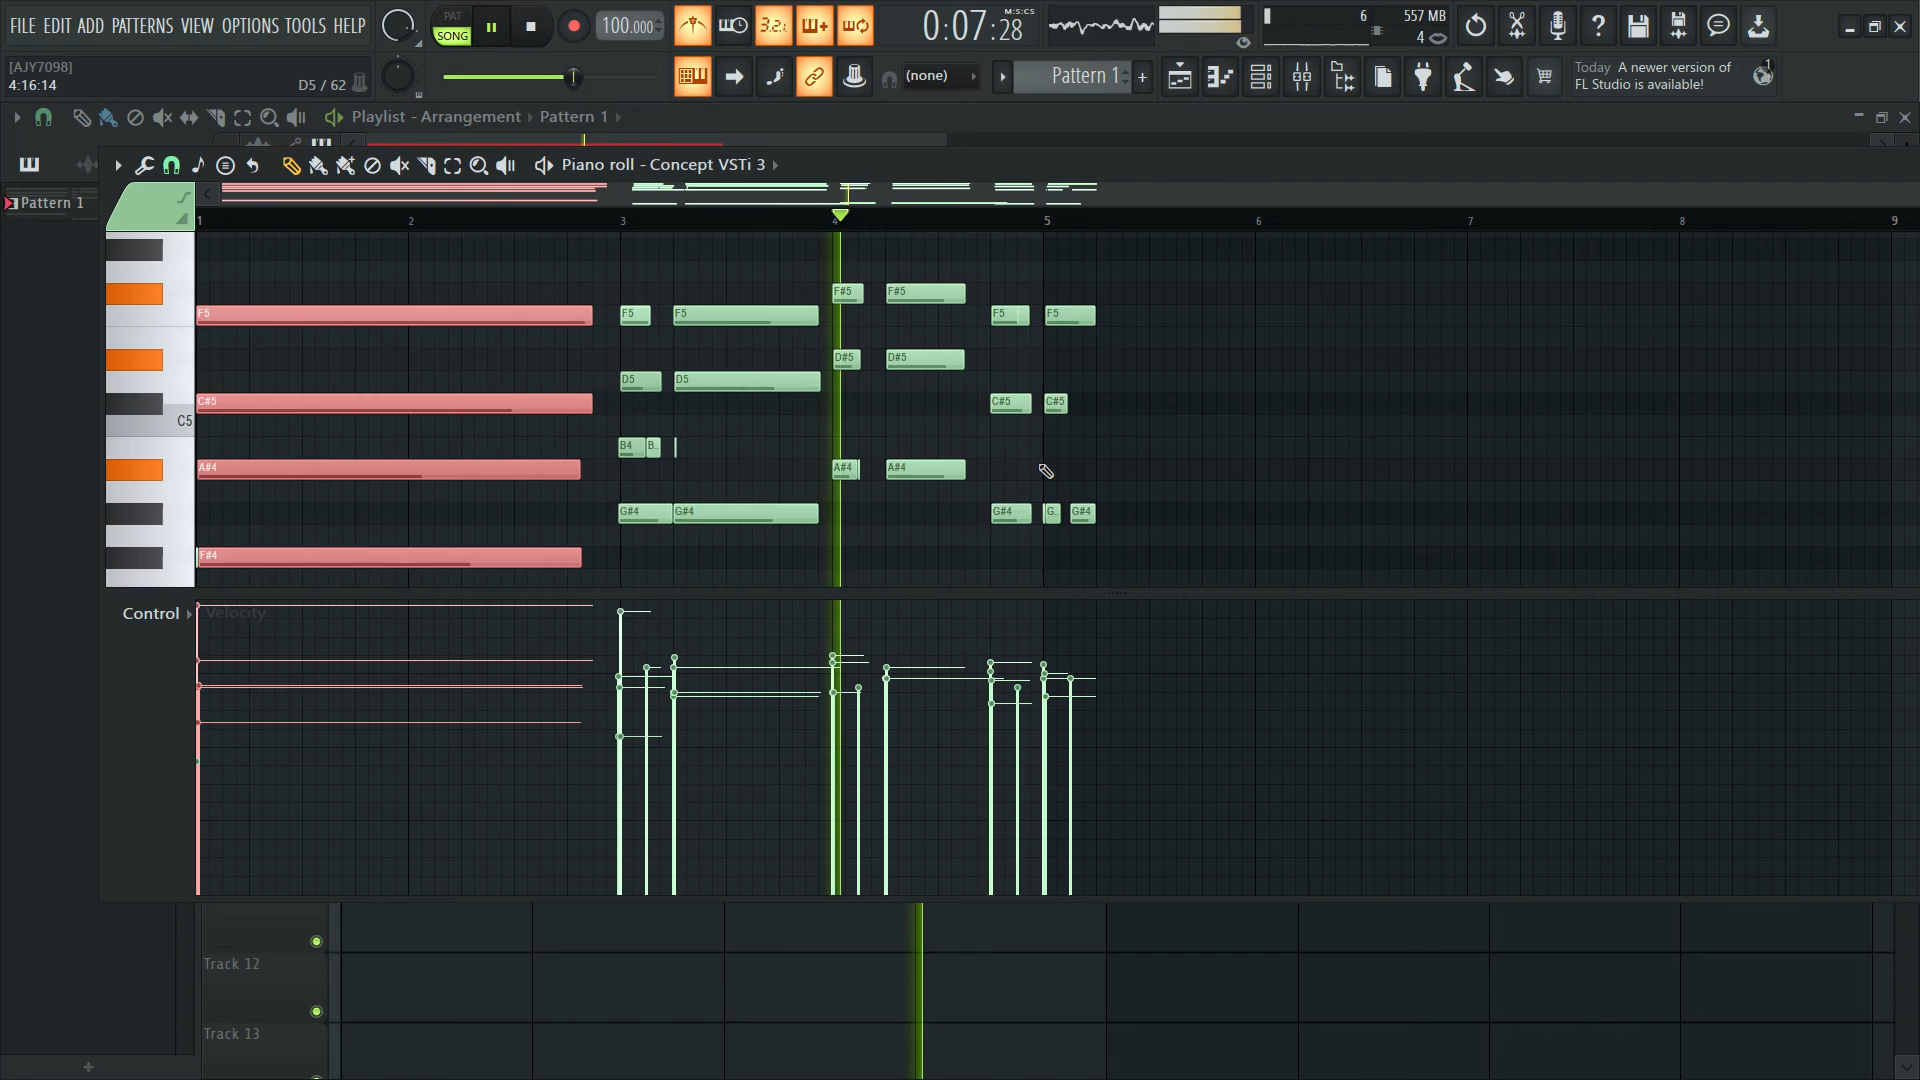 FILE EDIT ADD PATTERNS VIEW OPTIONS TOOLS HELP
PAT
SONG
100.000
3.2.
0:07:28
M:S:CS
6
557 MB
4
[AJY7098]
4:16:14
D5 / 62
(none)
Pattern 1
+
Today A newer version of
FL Studio is available!
1
Playlist - Arrangement Pattern 1
Piano roll - Concept VSTi 3
Pattern 1
1 2 3 4 5 6 7 8 9
F#5 F#5
F5 F5 F5 F5 F5
D#5 D#5
D5 D5
C#5 C#5 C#5
C5
B4 B..
A#4 A#4 A#4
G#4 G#4 G#4 G.. G#4
F#4
Control Velocity
...
Track 12
...
Track 13
+